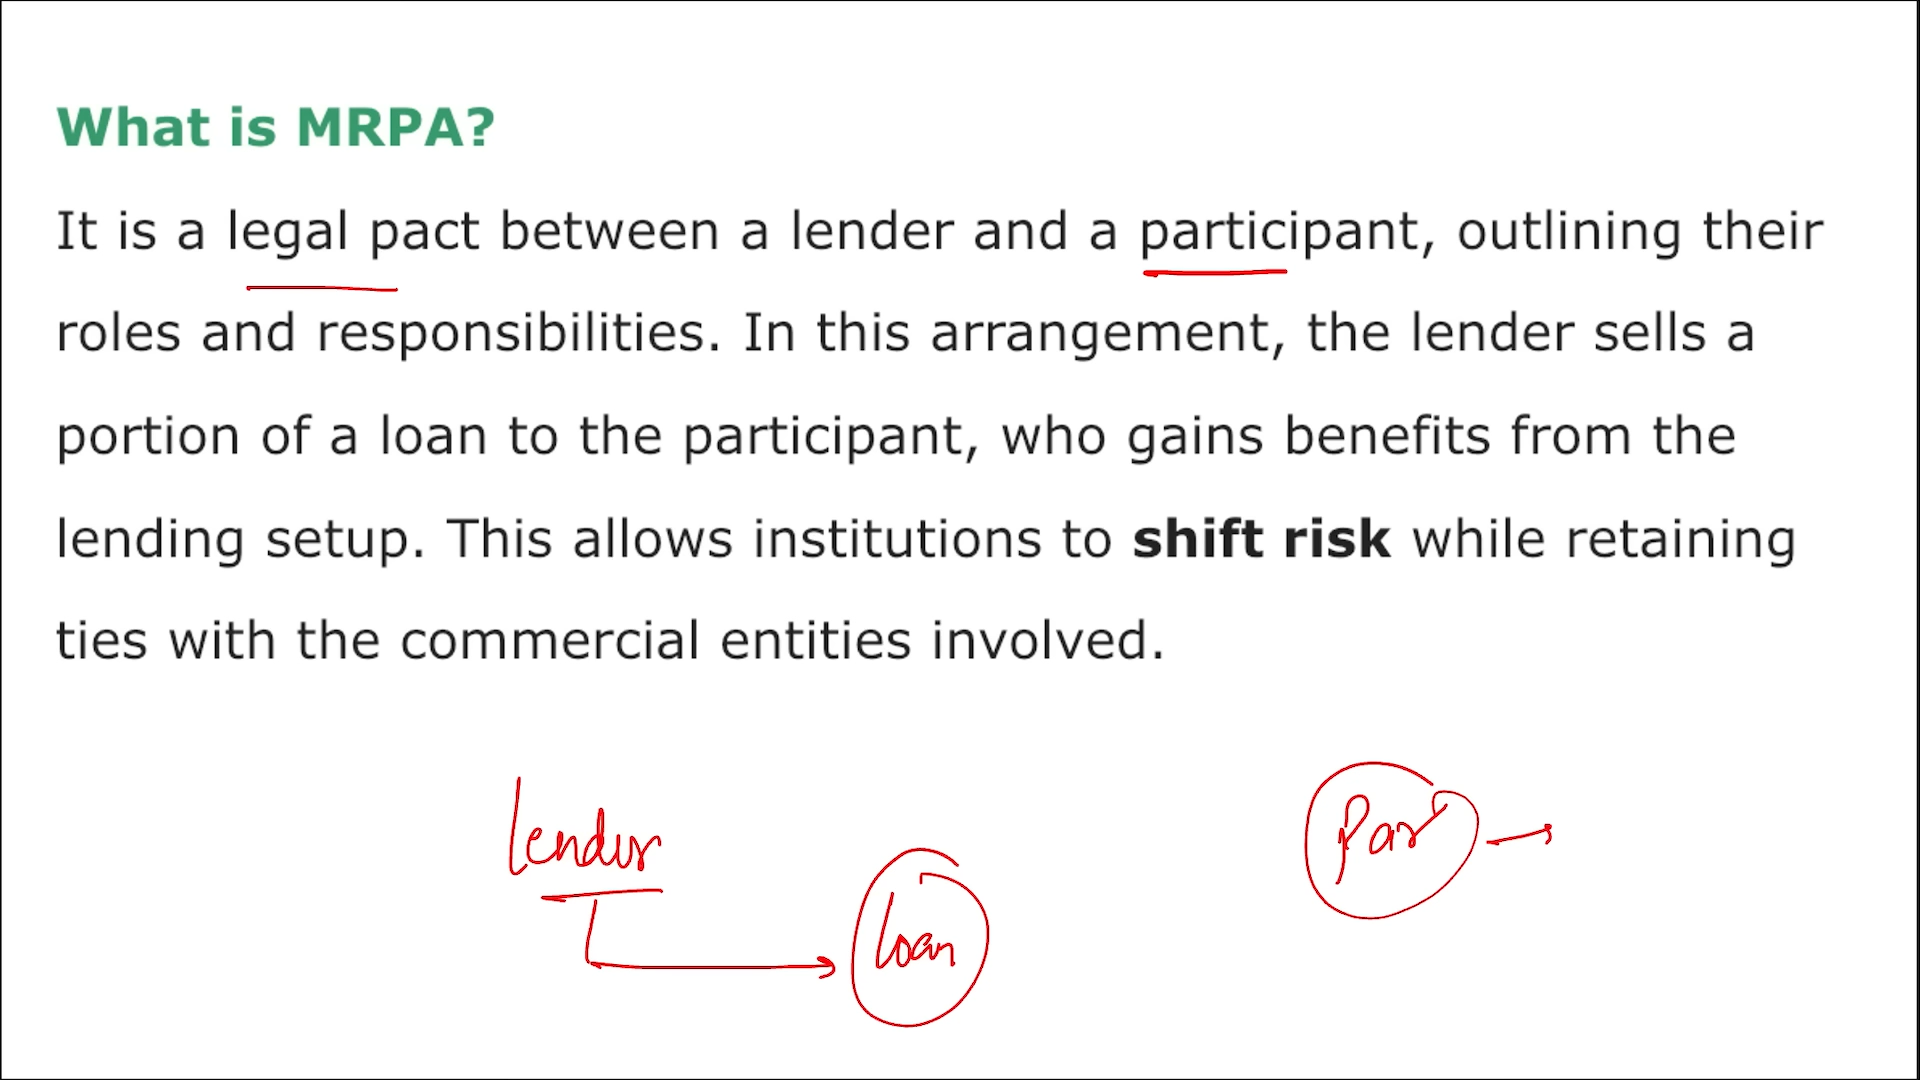 What is MRPA?
It is a legal pact between a lender and a participant, outlining their
roles and responsibilities. In this arrangement, the lender sells a
portion of a loan to the participant, who gains benefits from the
lending setup. This allows institutions to shift risk while retaining
ties with the commercial entities involved.
Lender
Par
Loan